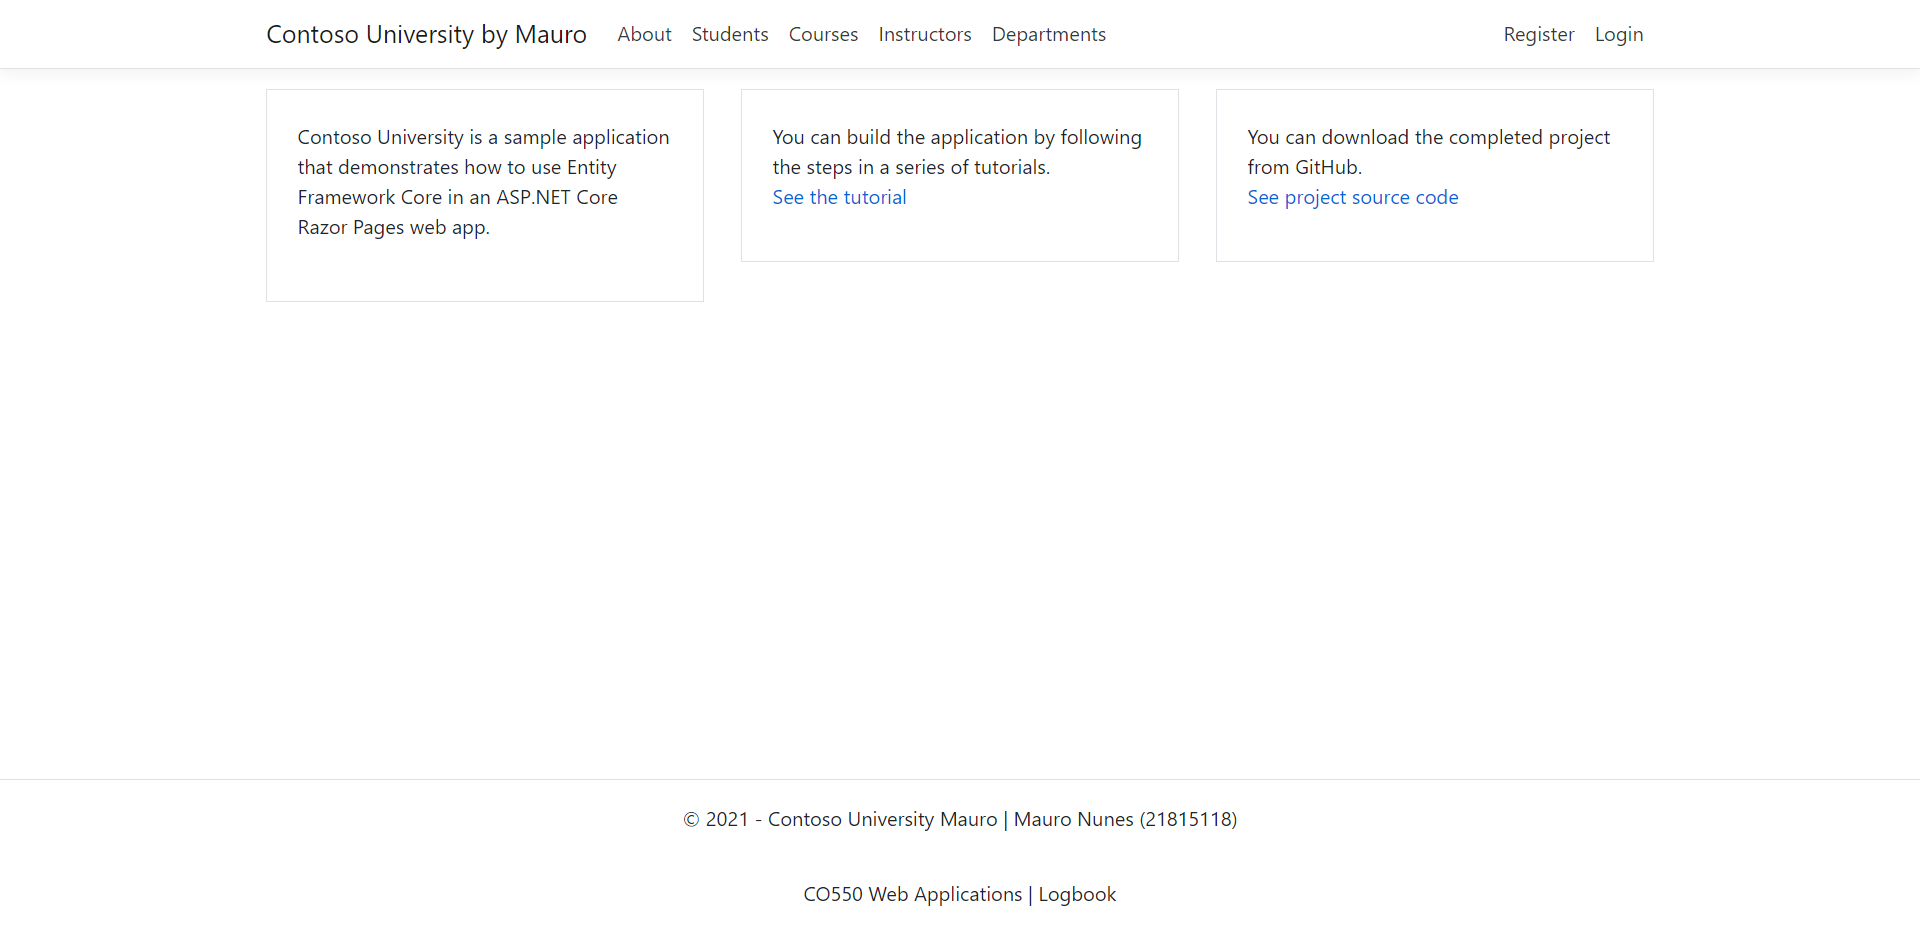 Contoso University by Mauro About Students Courses Instructors Departments Register Login
Contoso University is a sample application
that demonstrates how to use Entity
Framework Core in an ASP.NET Core
Razor Pages web app.
You can build the application by following
the steps in a series of tutorials.
See the tutorial
You can download the completed project
from GitHub.
See project source code
© 2021 - Contoso University Mauro | Mauro Nunes (21815118)
CO550 Web Applications | Logbook